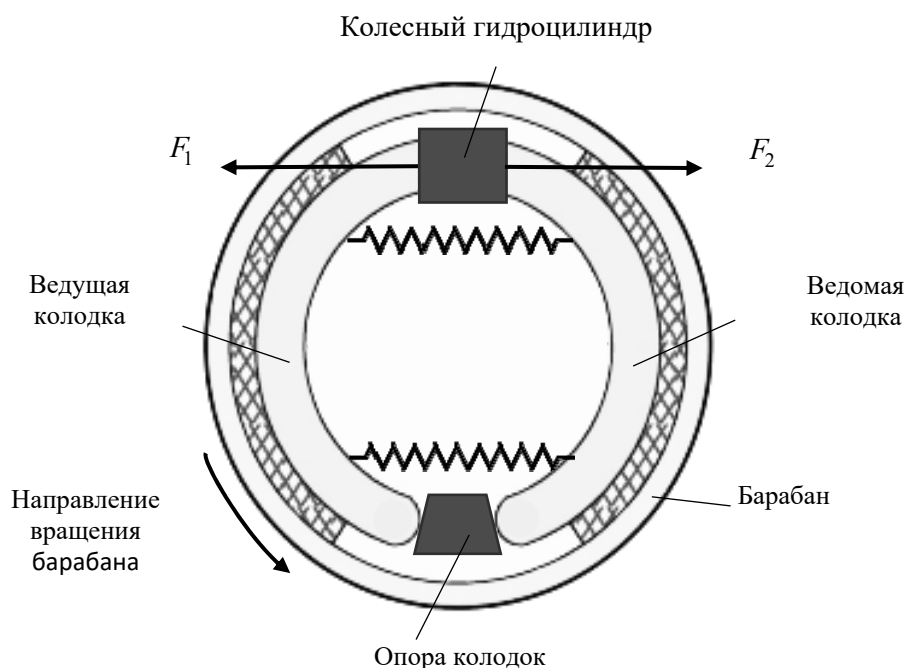 Колесный гидроцилиндр
F₁
F₂
Ведущая
колодка
Ведомая
колодка
Направление
вращения
барабана
Барабан
Опора колодок